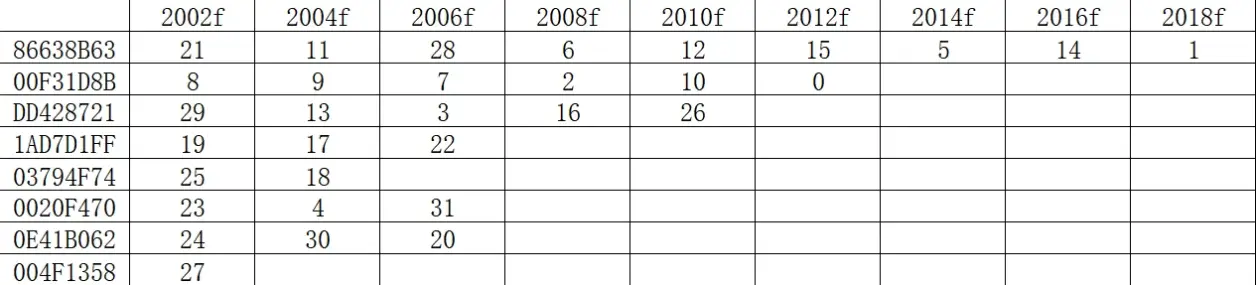 2002f 2004f 2006f 2008f 2010f 2012f 2014f 2016f 2018f
86638B63 21 11 28 6 12 15 5 14 1
00F31D8B 8 9 7 2 10 0
DD428721 29 13 3 16 26
1AD7D1FF 19 17 22
03794F74 25 18
0020F470 23 4 31
0E41B062 24 30 20
004F1358 27